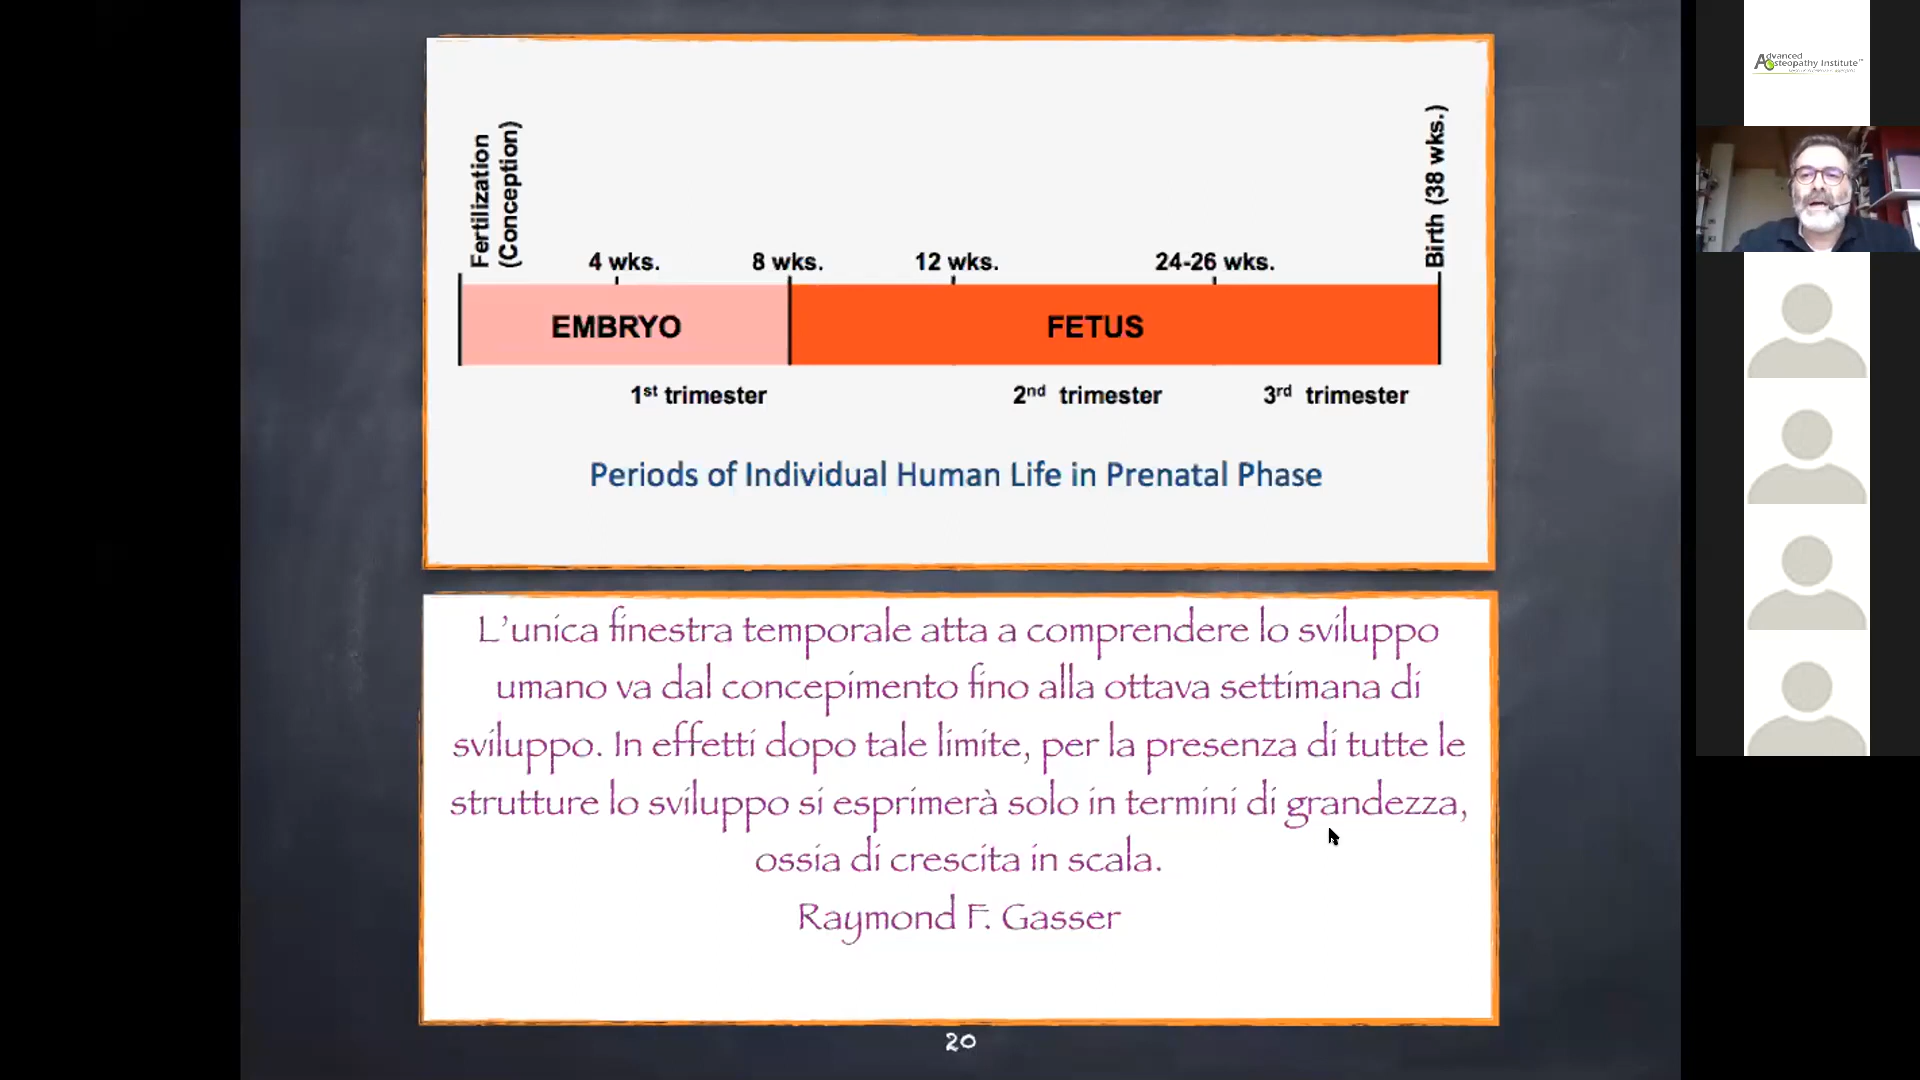 Fertilization
(Conception)
Birth (38 wks.)
4 wks.
8 wks.
12 wks.
24-26 wks.
EMBRYO
FETUS
1st trimester
2nd trimester
3rd trimester
Periods of Individual Human Life in Prenatal Phase
L’unica finestra temporale atta a comprendere lo sviluppo
umano va dal concepimento fino alla ottava settimana di
sviluppo. In effetti dopo tale limite, per la presenza di tutte le
strutture lo sviluppo si esprimerà solo in termini di grandezza,
ossia di crescita in scala.
Raymond F. Gasser
20
Advanced
Osteopathy Institute